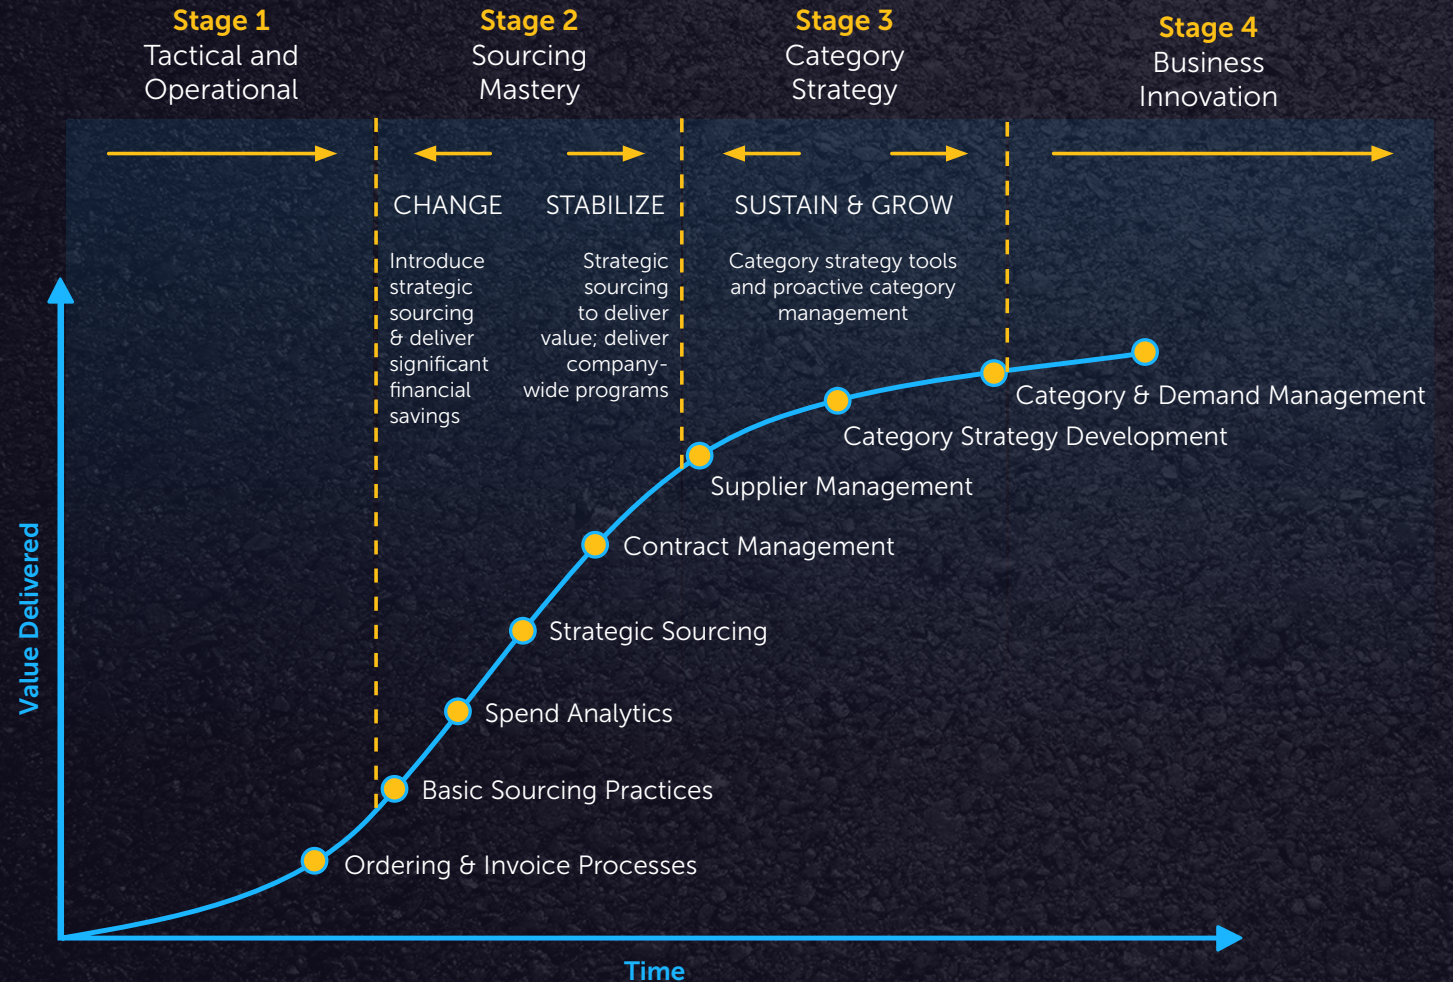 Stage 1
Tactical and
Operational
Stage 2
Sourcing
Mastery
Stage 3
Category
Strategy
Stage 4
Business
Innovation
CHANGE
Introduce
strategic
sourcing
& deliver
significant
financial
savings
STABILIZE
Strategic
sourcing
to deliver
value; deliver
company-
wide programs
SUSTAIN & GROW
Category strategy tools
and proactive category
management
Category & Demand Management
Category Strategy Development
Supplier Management
Contract Management
Strategic Sourcing
Spend Analytics
Basic Sourcing Practices
Ordering & Invoice Processes
Value Delivered
Time